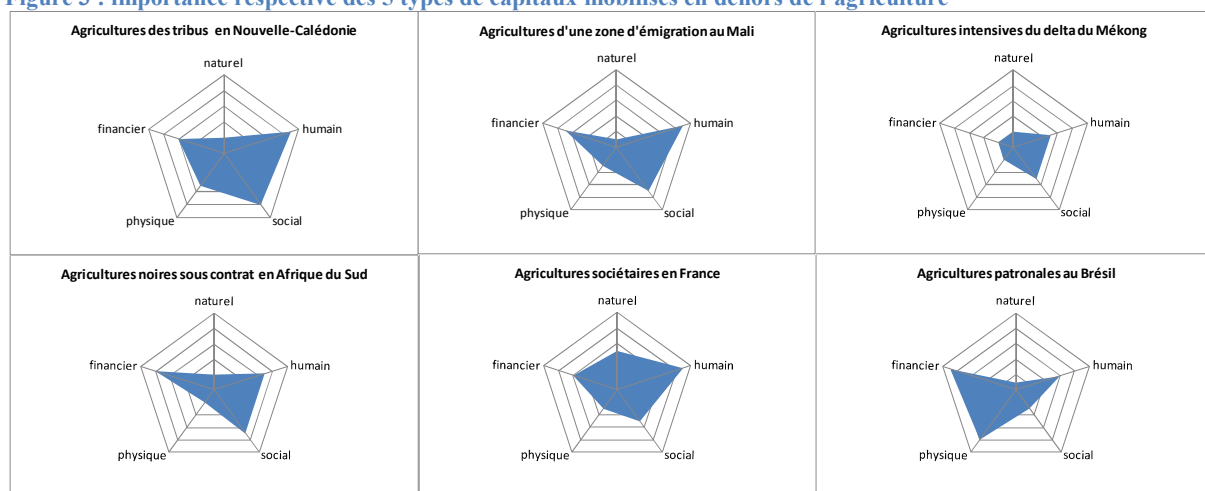 Figure 3 : Importance respective des 5 types de capitaux mobilisés en dehors de l'agriculture
Agricultures des tribus en Nouvelle-Calédonie
naturel
financier
humain
physique
social
Agricultures d'une zone d'émigration au Mali
naturel
financier
humain
physique
social
Agricultures intensives du delta du Mékong
naturel
financier
humain
physique
social
Agricultures noires sous contrat en Afrique du Sud
naturel
financier
humain
physique
social
Agricultures sociétaires en France
naturel
financier
humain
physique
social
Agricultures patronales au Brésil
naturel
financier
humain
physique
social